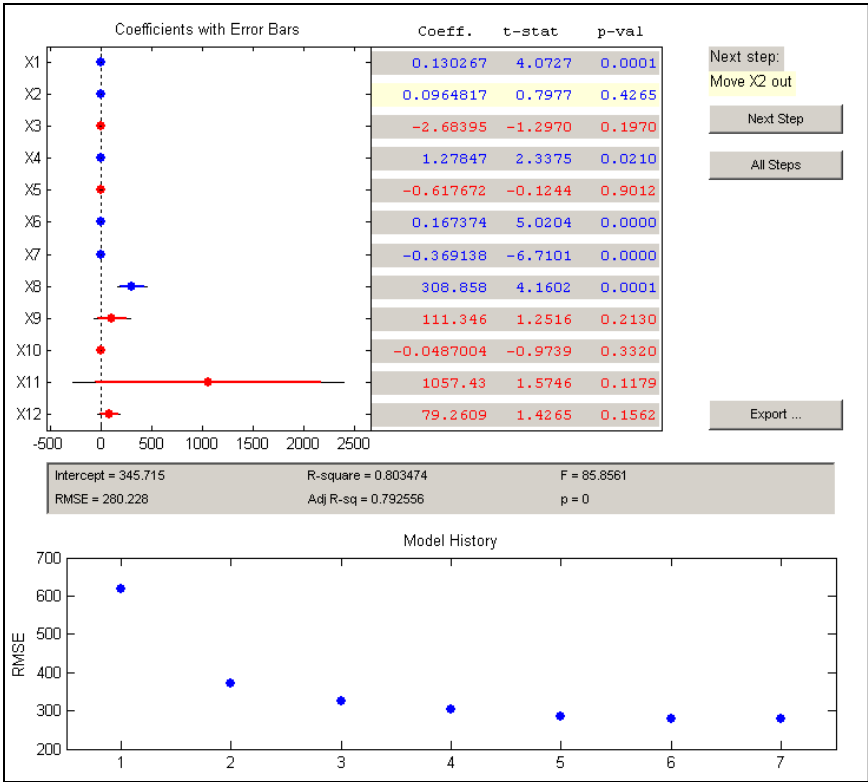 Coefficients with Error Bars Coeff. t-stat p-val
X1 0.130267 4.0727 0.0001
X2 0.0964817 0.7977 0.4265
X3 -2.68395 -1.2970 0.1970
X4 1.27847 2.3375 0.0210
X5 -0.617672 -0.1244 0.9012
X6 0.167374 5.0204 0.0000
X7 -0.369138 -6.7101 0.0000
X8 308.858 4.1602 0.0001
X9 111.346 1.2516 0.2130
X10 -0.0487004 -0.9739 0.3320
X11 1057.43 1.5746 0.1179
X12 79.2609 1.4265 0.1562
-500 0 500 1000 1500 2000 2500
Next step:
Move X2 out
Next Step
All Steps
Export ...
Intercept = 345.715 R-square = 0.803474 F = 85.8561
RMSE = 280.228 Adj R-sq = 0.792556 p = 0
Model History
RMSE
700
600
500
400
300
200
1 2 3 4 5 6 7